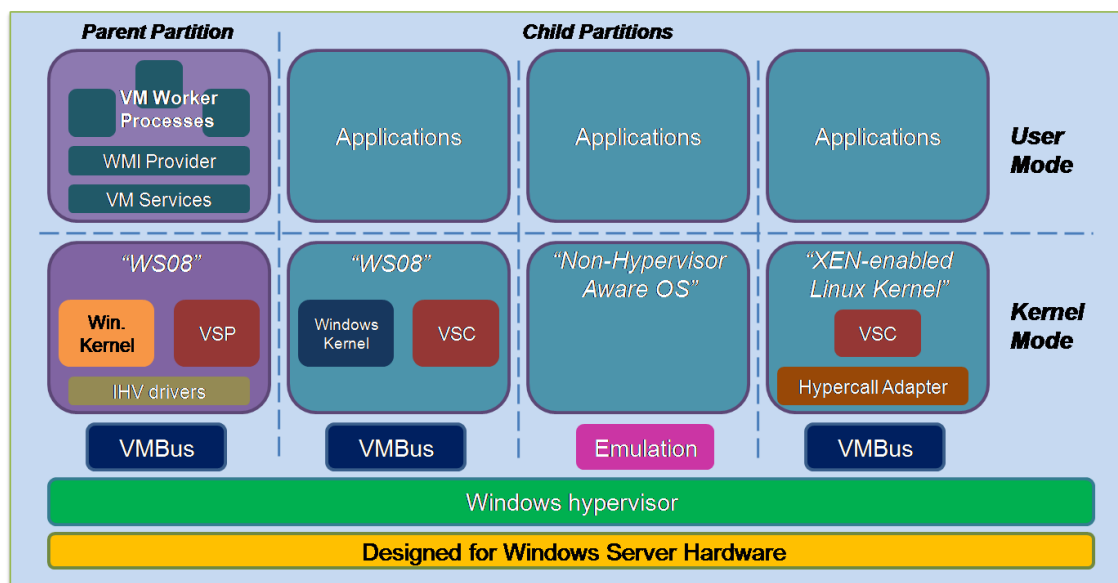 Parent Partition
Child Partitions
VM Worker
Processes
WMI Provider
VM Services
Applications
Applications
Applications
User
Mode
“WS08”
Win.
Kernel
VSP
IHV drivers
“WS08”
Windows
Kernel
VSC
“Non-Hypervisor
Aware OS”
“XEN-enabled
Linux Kernel”
VSC
Hypercall Adapter
Kernel
Mode
VMBus
VMBus
Emulation
VMBus
Windows hypervisor
Designed for Windows Server Hardware